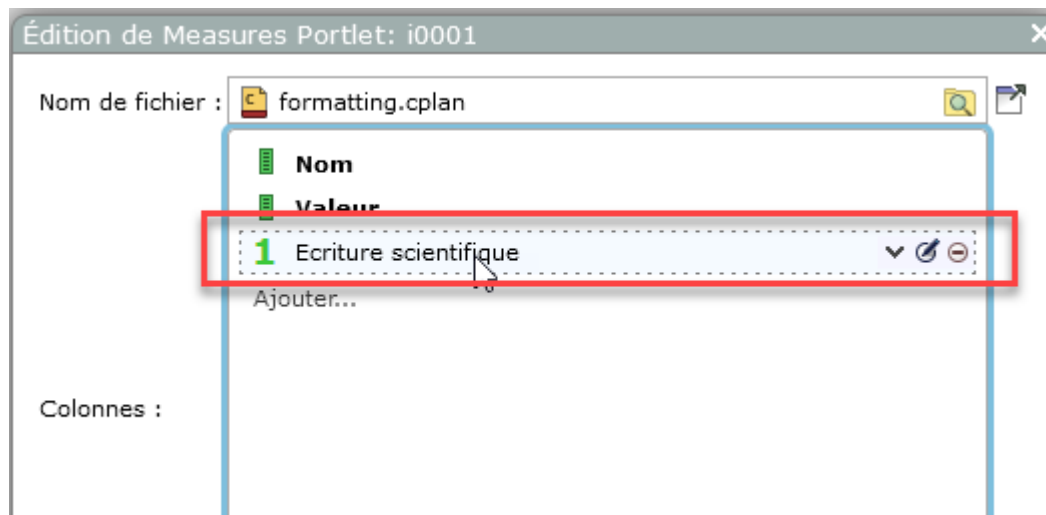 Édition de Measures Portlet: i0001
Nom de fichier : formatting.cplan
Nom
Valeur
1 Ecriture scientifique
Ajouter...
Colonnes :